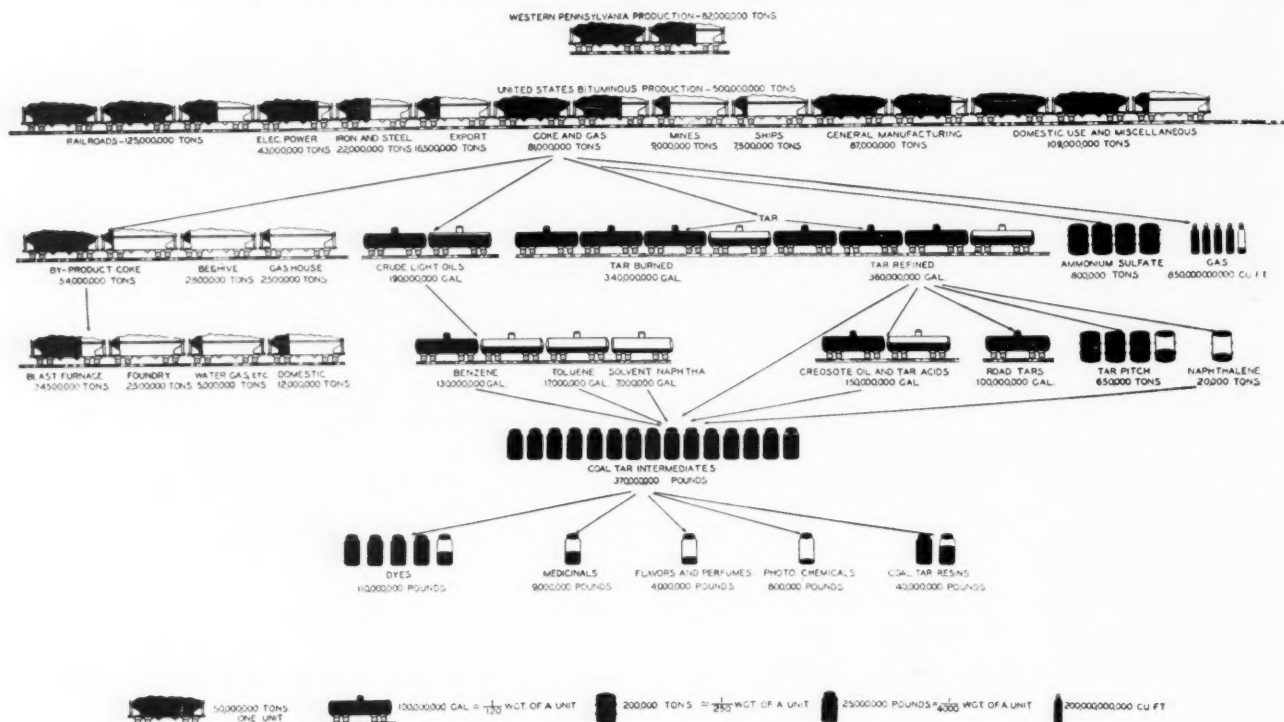 WESTERN PENNSYLVANIA PRODUCTION-82,000,000 TONS
UNITED STATES BITUMINOUS PRODUCTION-500,000,000 TONS
RAILROADS-125,000,000 TONS
ELEC. POWER
43,000,000 TONS
IRON AND STEEL
22,000,000 TONS
EXPORT
16,500,000 TONS
COKE AND GAS
81,000,000 TONS
MINES
9,000,000 TONS
SHIPS
7,500,000 TONS
GENERAL MANUFACTURING
87,000,000 TONS
DOMESTIC USE AND MISCELLANEOUS
109,000,000 TONS
TAR
BY-PRODUCT COKE
54,000,000 TONS
BEEHIVE
2,500,000 TONS
GAS HOUSE
2,500,000 TONS
CRUDE LIGHT OILS
190,000,000 GAL.
TAR BURNED
340,000,000 GAL.
TAR REFINED
360,000,000 GAL.
AMMONIUM SULFATE
800,000 TONS
GAS
850,000,000,000 CU FT
BLAST FURNACE
34,500,000 TONS
FOUNDRY
2,500,000 TONS
WATER GAS, ETC.
5,000,000 TONS
DOMESTIC
12,000,000 TONS
BENZENE
130,000,000 GAL.
TOLUENE
17,000,000 GAL.
SOLVENT NAPHTHA
7,000,000 GAL.
CREOSOTE OIL AND TAR ACIDS
150,000,000 GAL.
ROAD TARS
100,000,000 GAL.
TAR PITCH
650,000 TONS
NAPHTHALENE
20,000 TONS
COAL TAR INTERMEDIATES
370,000,000 POUNDS
DYES
110,000,000 POUNDS
MEDICINALS
9,000,000 POUNDS
FLAVORS AND PERFUMES
4,000,000 POUNDS
PHOTO CHEMICALS
800,000 POUNDS
COAL TAR RESINS
40,000,000 POUNDS
50,000,000 TONS
ONE UNIT
100,000,000 GAL = 1/120 WGT OF A UNIT
200,000 TONS = 1/250 WGT OF A UNIT
25,000,000 POUNDS = 1/4000 WGT OF A UNIT
200,000,000,000 CU FT